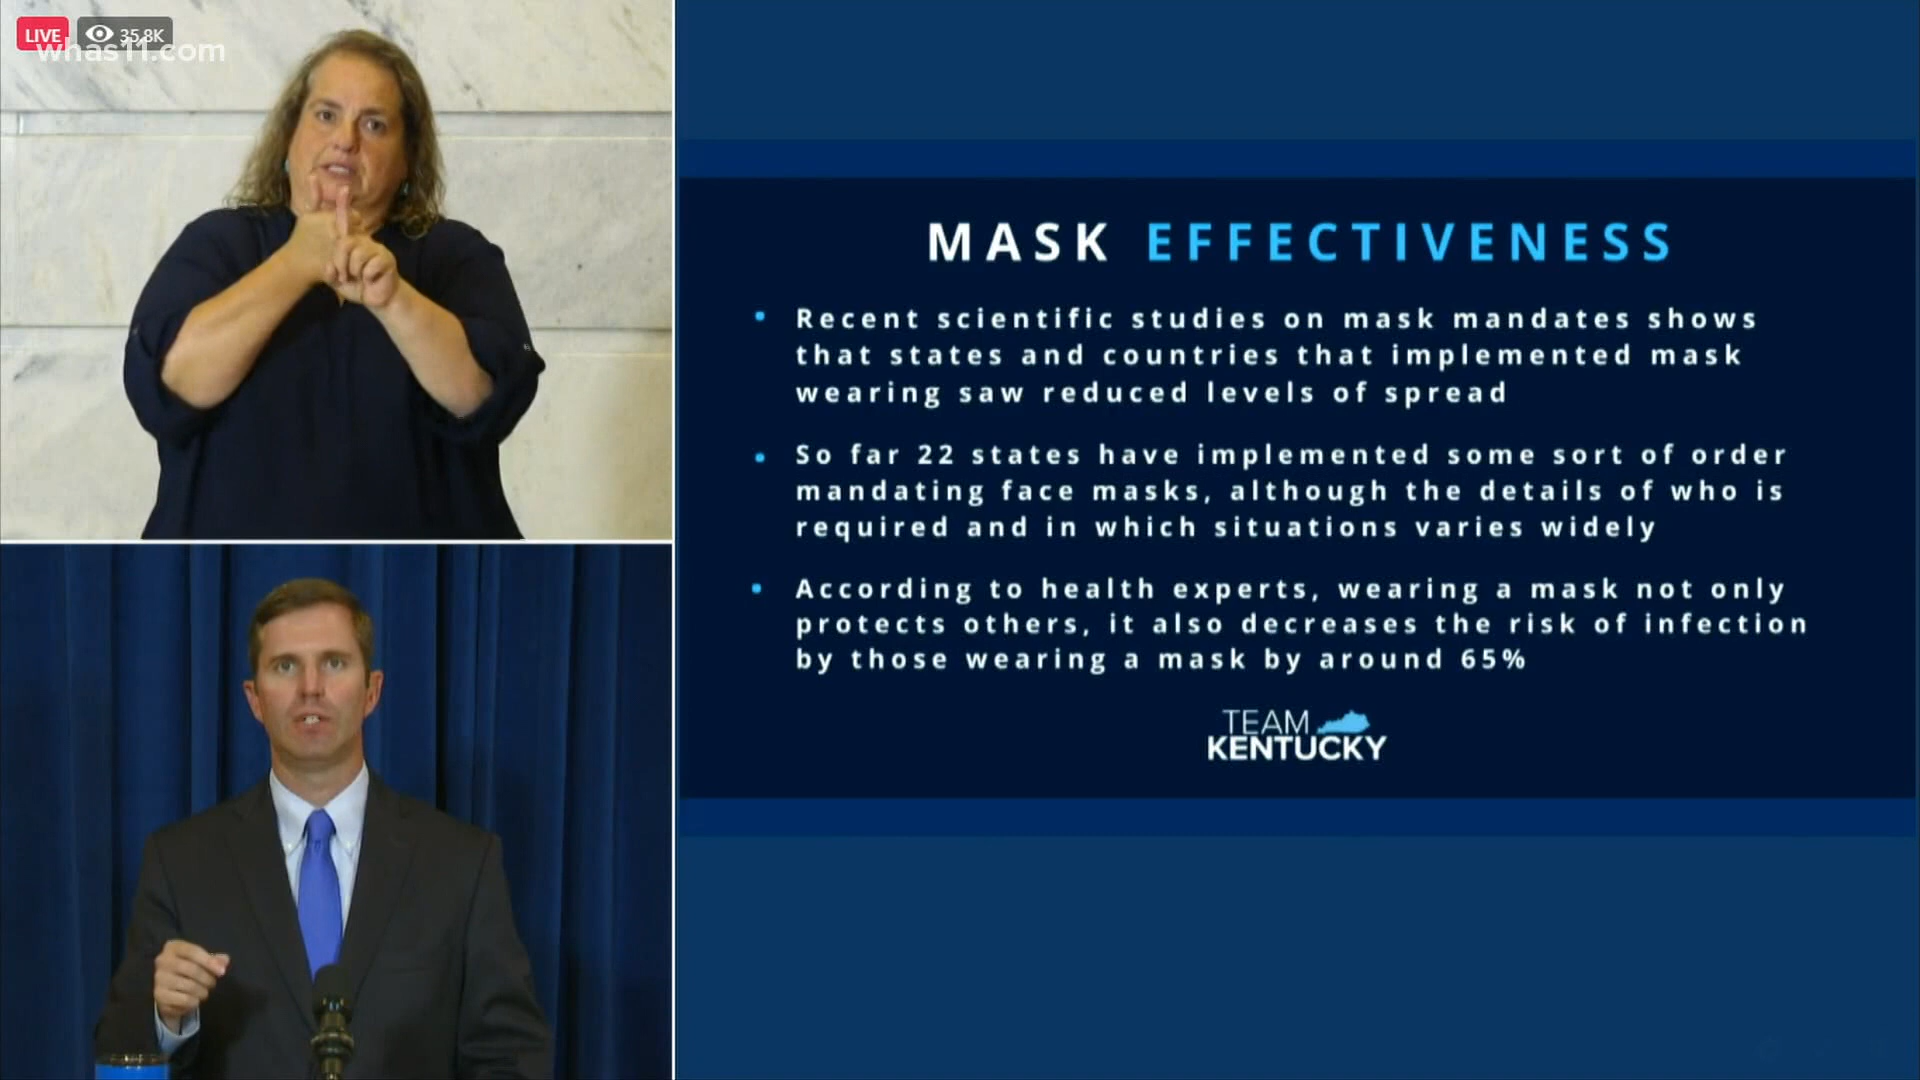 LIVE 35.8K
whas11.com
MASK EFFECTIVENESS
• Recent scientific studies on mask mandates shows
that states and countries that implemented mask
wearing saw reduced levels of spread
• So far 22 states have implemented some sort of order
mandating face masks, although the details of who is
required and in which situations varies widely
• According to health experts, wearing a mask not only
protects others, it also decreases the risk of infection
by those wearing a mask by around 65%
TEAM
KENTUCKY